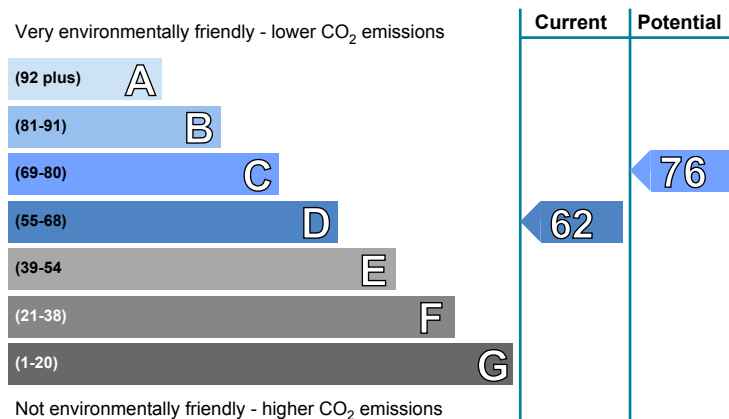 Current Potential
Very environmentally friendly - lower CO₂ emissions
(92 plus) A
(81-91) B
(69-80) C
76
(55-68) D
62
(39-54 E
(21-38) F
(1-20) G
Not environmentally friendly - higher CO₂ emissions